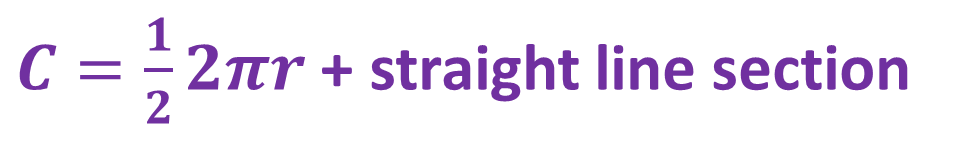 C = 1/2 2πr + straight line section